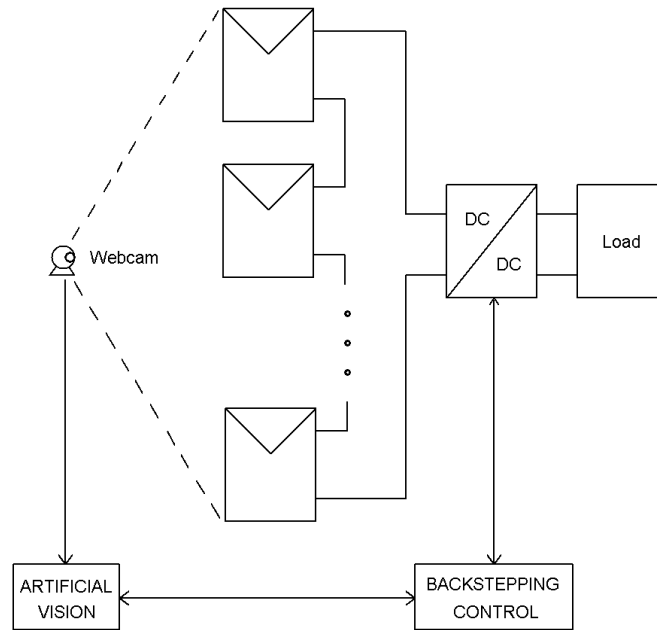 DC
DC
Load
Webcam
ARTIFICIAL
VISION
BACKSTEPPING
CONTROL